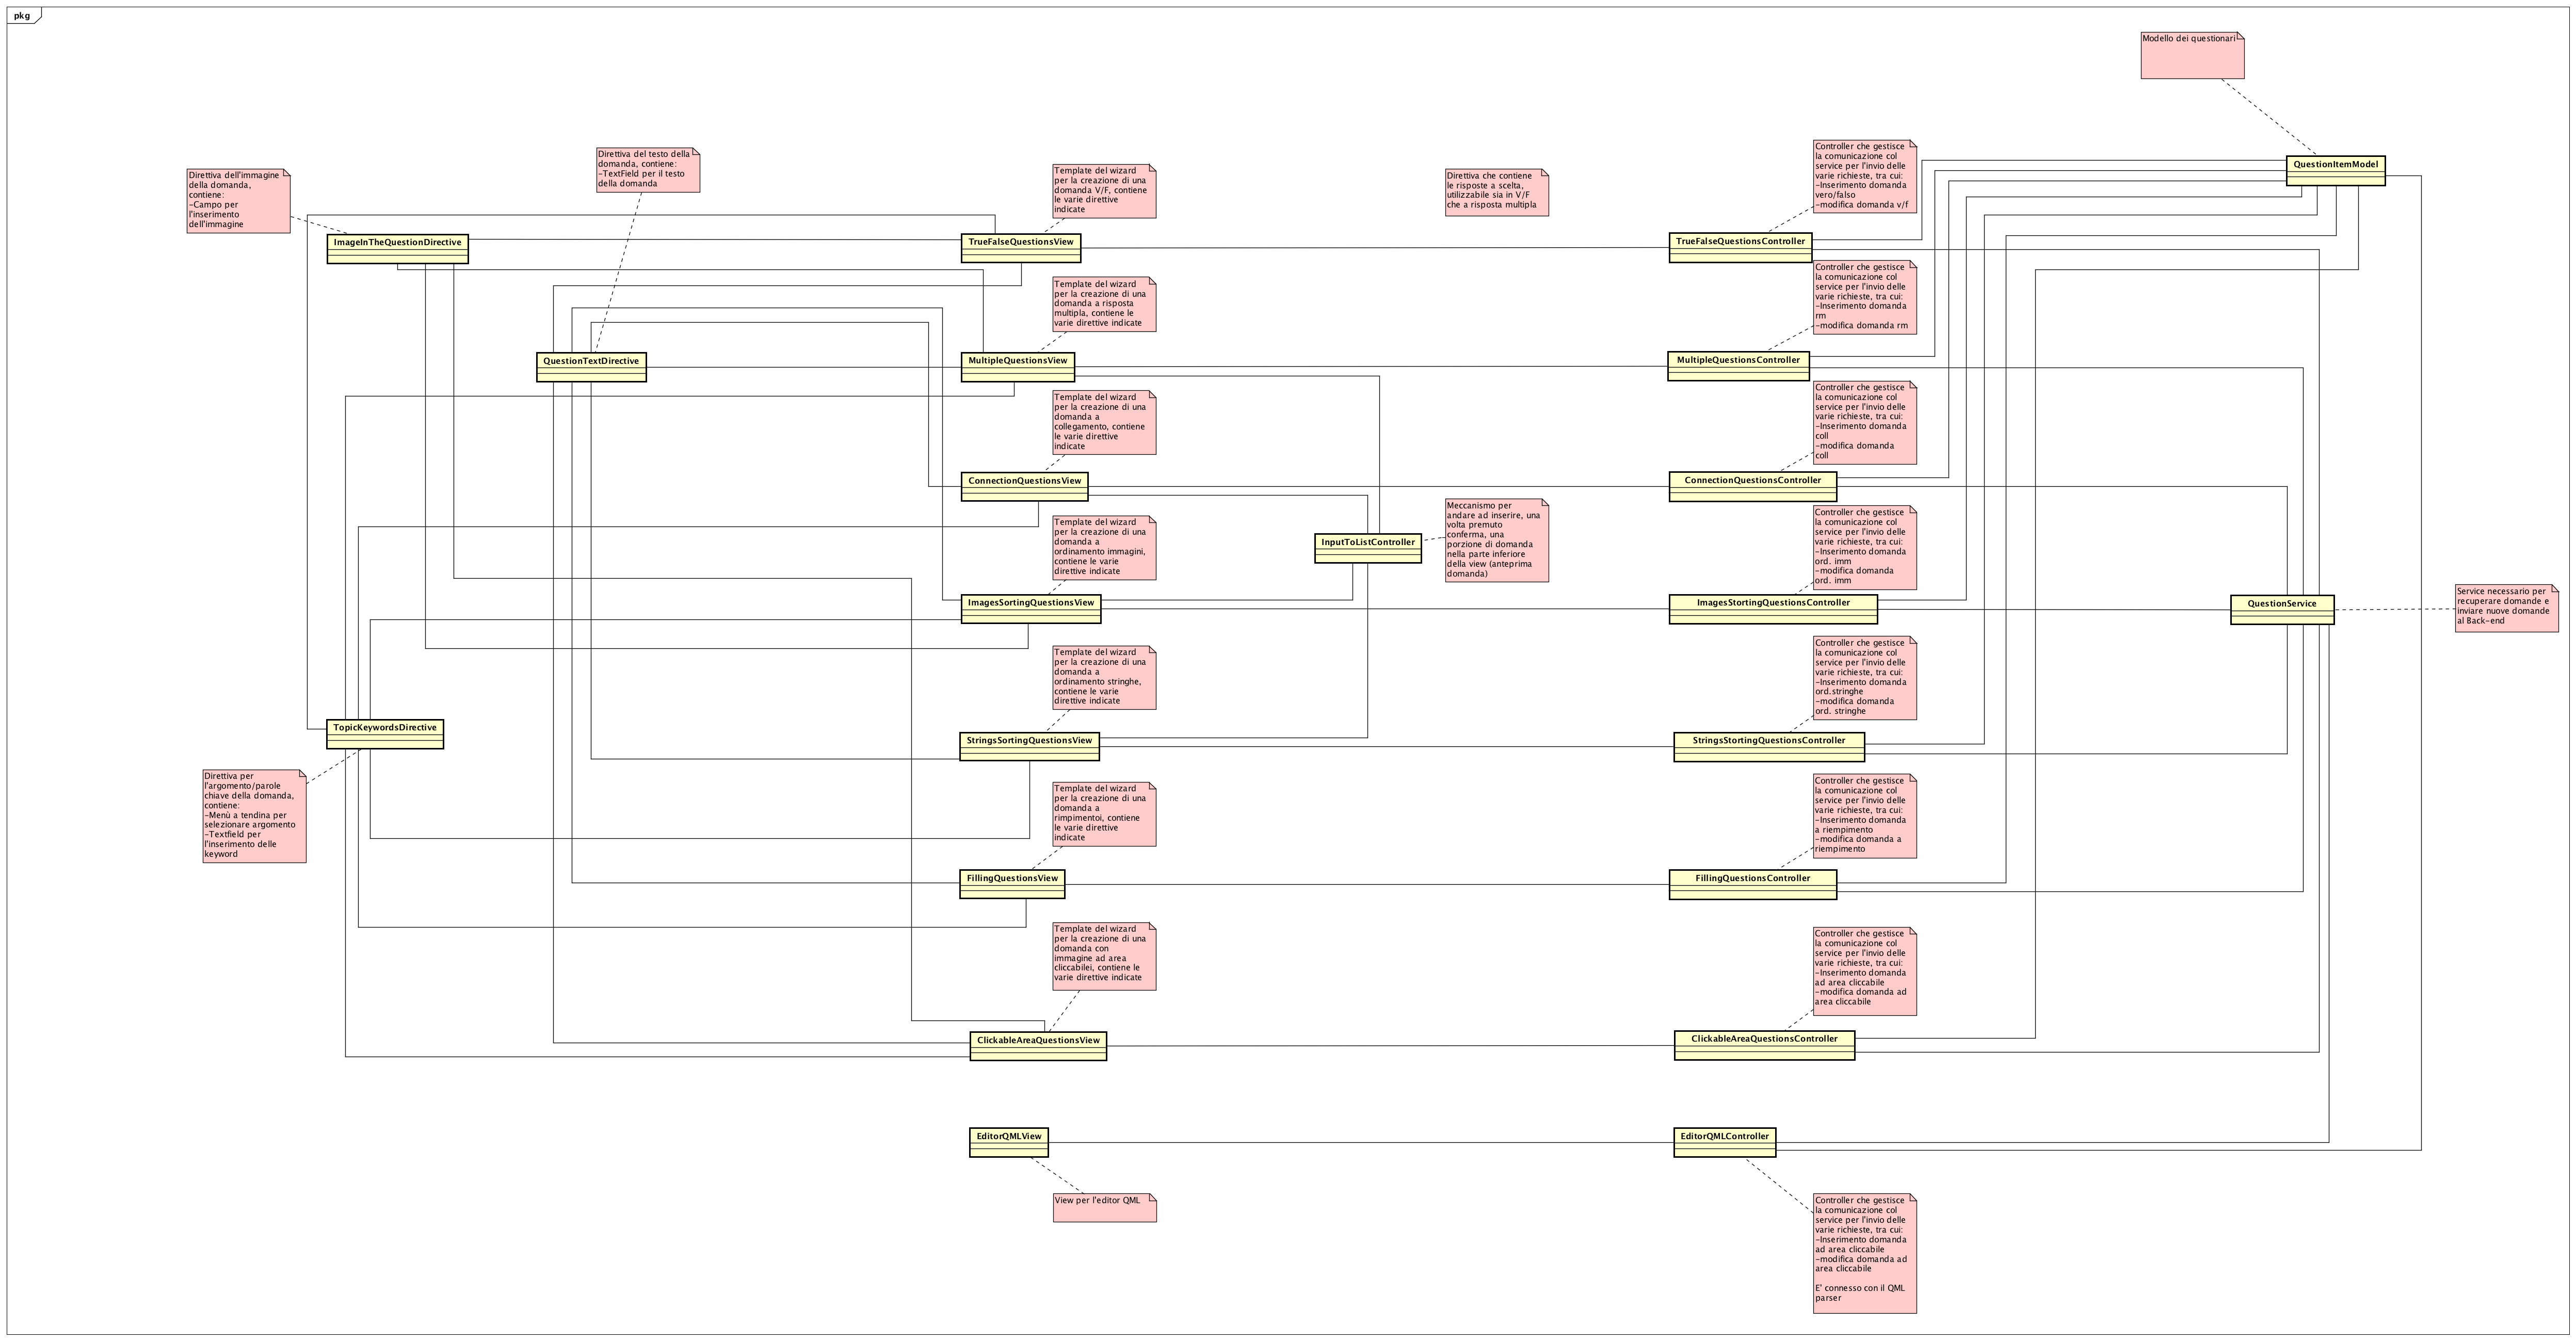 pkg
Modello dei questionari
Direttiva dell'immagine
della domanda,
contiene:
-Campo per
l'inserimento
dell'immagine
Direttiva del testo della
domanda, contiene:
-TextField per il testo
della domanda
Template del wizard
per la creazione di una
domanda V/F, contiene
le varie direttive
indicate
Direttiva che contiene
le risposte a scelta,
utilizzabile sia in V/F
che a risposta multipla
Controller che gestisce
la comunicazione col
service per l'invio delle
varie richieste, tra cui:
-Inserimento domanda
vero/falso
-modifica domanda v/f
QuestionItemModel
ImageInTheQuestionDirective
TrueFalseQuestionsView
TrueFalseQuestionsController
Template del wizard
per la creazione di una
domanda a risposta
multipla, contiene le
varie direttive indicate
Controller che gestisce
la comunicazione col
service per l'invio delle
varie richieste, tra cui:
-Inserimento domanda
rm
-modifica domanda rm
QuestionTextDirective
MultipleQuestionsView
MultipleQuestionsController
Template del wizard
per la creazione di una
domanda a
collegamento, contiene
le varie direttive
indicate
Controller che gestisce
la comunicazione col
service per l'invio delle
varie richieste, tra cui:
-Inserimento domanda
coll
-modifica domanda
coll
ConnectionQuestionsView
ConnectionQuestionsController
Template del wizard
per la creazione di una
domanda a
ordinamento immagini,
contiene le varie
direttive indicate
InputToListController
Meccanismo per
andare ad inserire, una
volta premuto
conferma, una
porzione di domanda
nella parte inferiore
della view (anteprima
domanda)
Controller che gestisce
la comunicazione col
service per l'invio delle
varie richieste, tra cui:
-Inserimento domanda
ord. imm
-modifica domanda
ord. imm
ImagesSortingQuestionsView
ImagesStortingQuestionsController
QuestionService
Service necessario per
recuperare domande e
inviare nuove domande
al Back-end
Template del wizard
per la creazione di una
domanda a
ordinamento stringhe,
contiene le varie
direttive indicate
Controller che gestisce
la comunicazione col
service per l'invio delle
varie richieste, tra cui:
-Inserimento domanda
ord.stringhe
-modifica domanda
ord. stringhe
TopicKeywordsDirective
StringsSortingQuestionsView
StringsStortingQuestionsController
Direttiva per
l'argomento/parole
chiave della domanda,
contiene:
-Menù a tendina per
selezionare argomento
-Textfield per
l'inserimento delle
keyword
Template del wizard
per la creazione di una
domanda a
rimpimentoi, contiene
le varie direttive
indicate
Controller che gestisce
la comunicazione col
service per l'invio delle
varie richieste, tra cui:
-Inserimento domanda
a riempimento
-modifica domanda a
riempimento
FillingQuestionsView
FillingQuestionsController
Template del wizard
per la creazione di una
domanda con
immagine ad area
cliccabilei, contiene le
varie direttive indicate
Controller che gestisce
la comunicazione col
service per l'invio delle
varie richieste, tra cui:
-Inserimento domanda
ad area cliccabile
-modifica domanda ad
area cliccabile
ClickableAreaQuestionsView
ClickableAreaQuestionsController
EditorQMLView
EditorQMLController
View per l'editor QML
Controller che gestisce
la comunicazione col
service per l'invio delle
varie richieste, tra cui:
-Inserimento domanda
ad area cliccabile
-modifica domanda ad
area cliccabile
E' connesso con il QML
parser